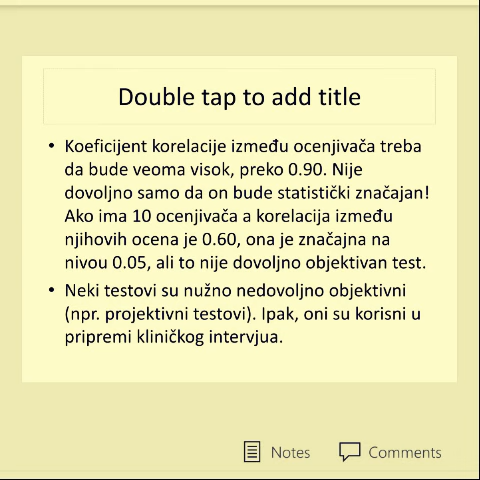 Double tap to add title
• Koeficijent korelacije između ocenjivača treba
da bude veoma visok, preko 0.90. Nije
dovoljno samo da on bude statistički značajan!
Ako ima 10 ocenjivača a korelacija između
njihovih ocena je 0.60, ona je značajna na
nivou 0.05, ali to nije dovoljno objektivan test.
• Neki testovi su nužno nedovoljno objektivni
(npr. projektivni testovi). Ipak, oni su korisni u
pripremi kliničkog intervjua.
Notes
Comments